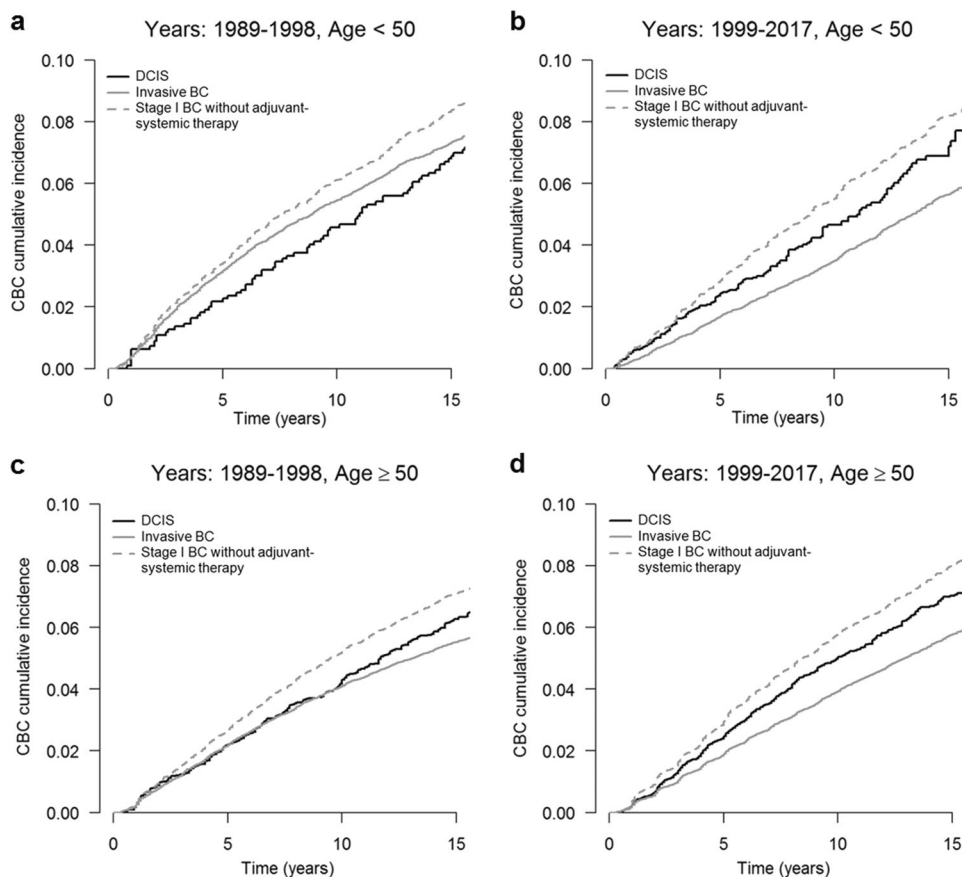 a
Years: 1989-1998, Age < 50
CBC cumulative incidence
0.10
0.08
0.06
0.04
0.02
0.00
DCIS
Invasive BC
Stage I BC without adjuvant-
systemic therapy
0 5 10 15
Time (years)
b
Years: 1999-2017, Age < 50
CBC cumulative incidence
0.10
0.08
0.06
0.04
0.02
0.00
DCIS
Invasive BC
Stage I BC without adjuvant-
systemic therapy
0 5 10 15
Time (years)
c
Years: 1989-1998, Age ≥ 50
CBC cumulative incidence
0.10
0.08
0.06
0.04
0.02
0.00
DCIS
Invasive BC
Stage I BC without adjuvant-
systemic therapy
0 5 10 15
Time (years)
d
Years: 1999-2017, Age ≥ 50
CBC cumulative incidence
0.10
0.08
0.06
0.04
0.02
0.00
DCIS
Invasive BC
Stage I BC without adjuvant-
systemic therapy
0 5 10 15
Time (years)